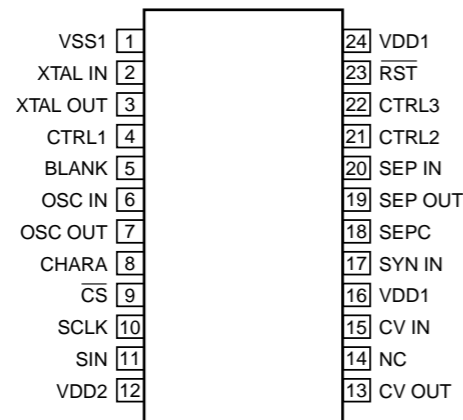 VSS1 1 24 VDD1
XTAL IN 2 23 R̅S̅T̅
XTAL OUT 3 22 CTRL3
CTRL1 4 21 CTRL2
BLANK 5 20 SEP IN
OSC IN 6 19 SEP OUT
OSC OUT 7 18 SEPC
CHARA 8 17 SYN IN
C̅S̅ 9 16 VDD1
SCLK 10 15 CV IN
SIN 11 14 NC
VDD2 12 13 CV OUT